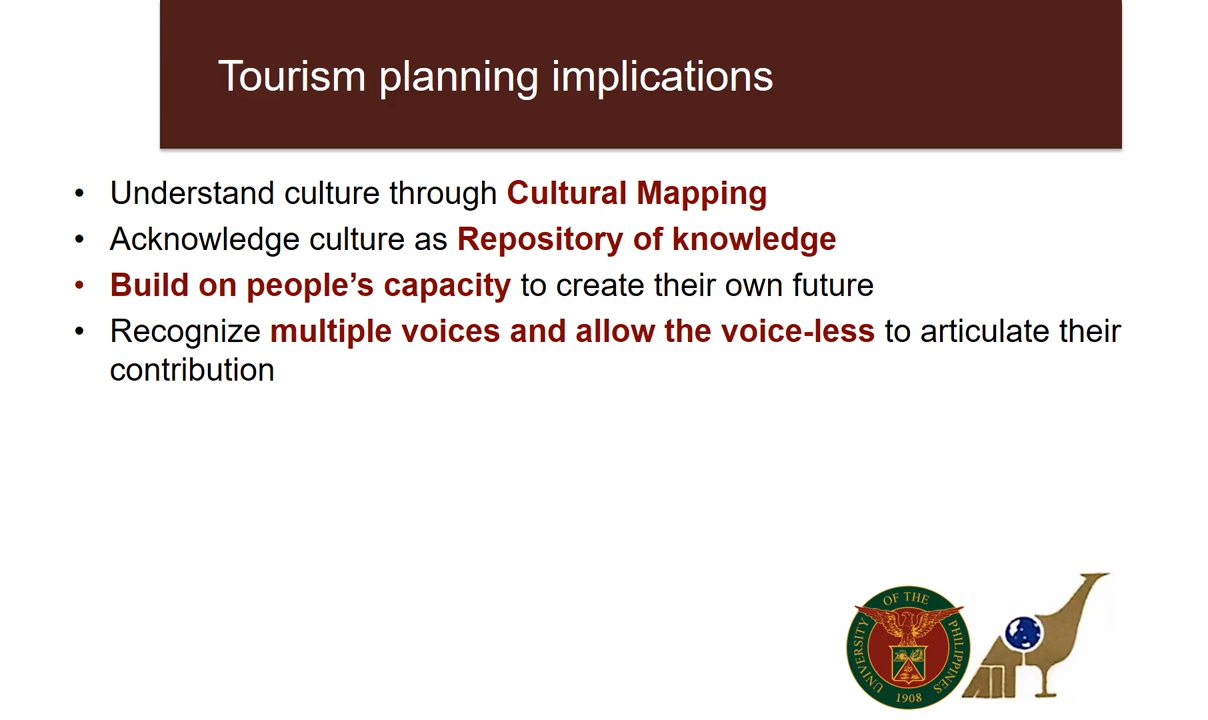 Tourism planning implications
• Understand culture through Cultural Mapping
• Acknowledge culture as Repository of knowledge
• Build on people’s capacity to create their own future
• Recognize multiple voices and allow the voice-less to articulate their
contribution
UNIVERSITY OF THE PHILIPPINES
1908
AIT